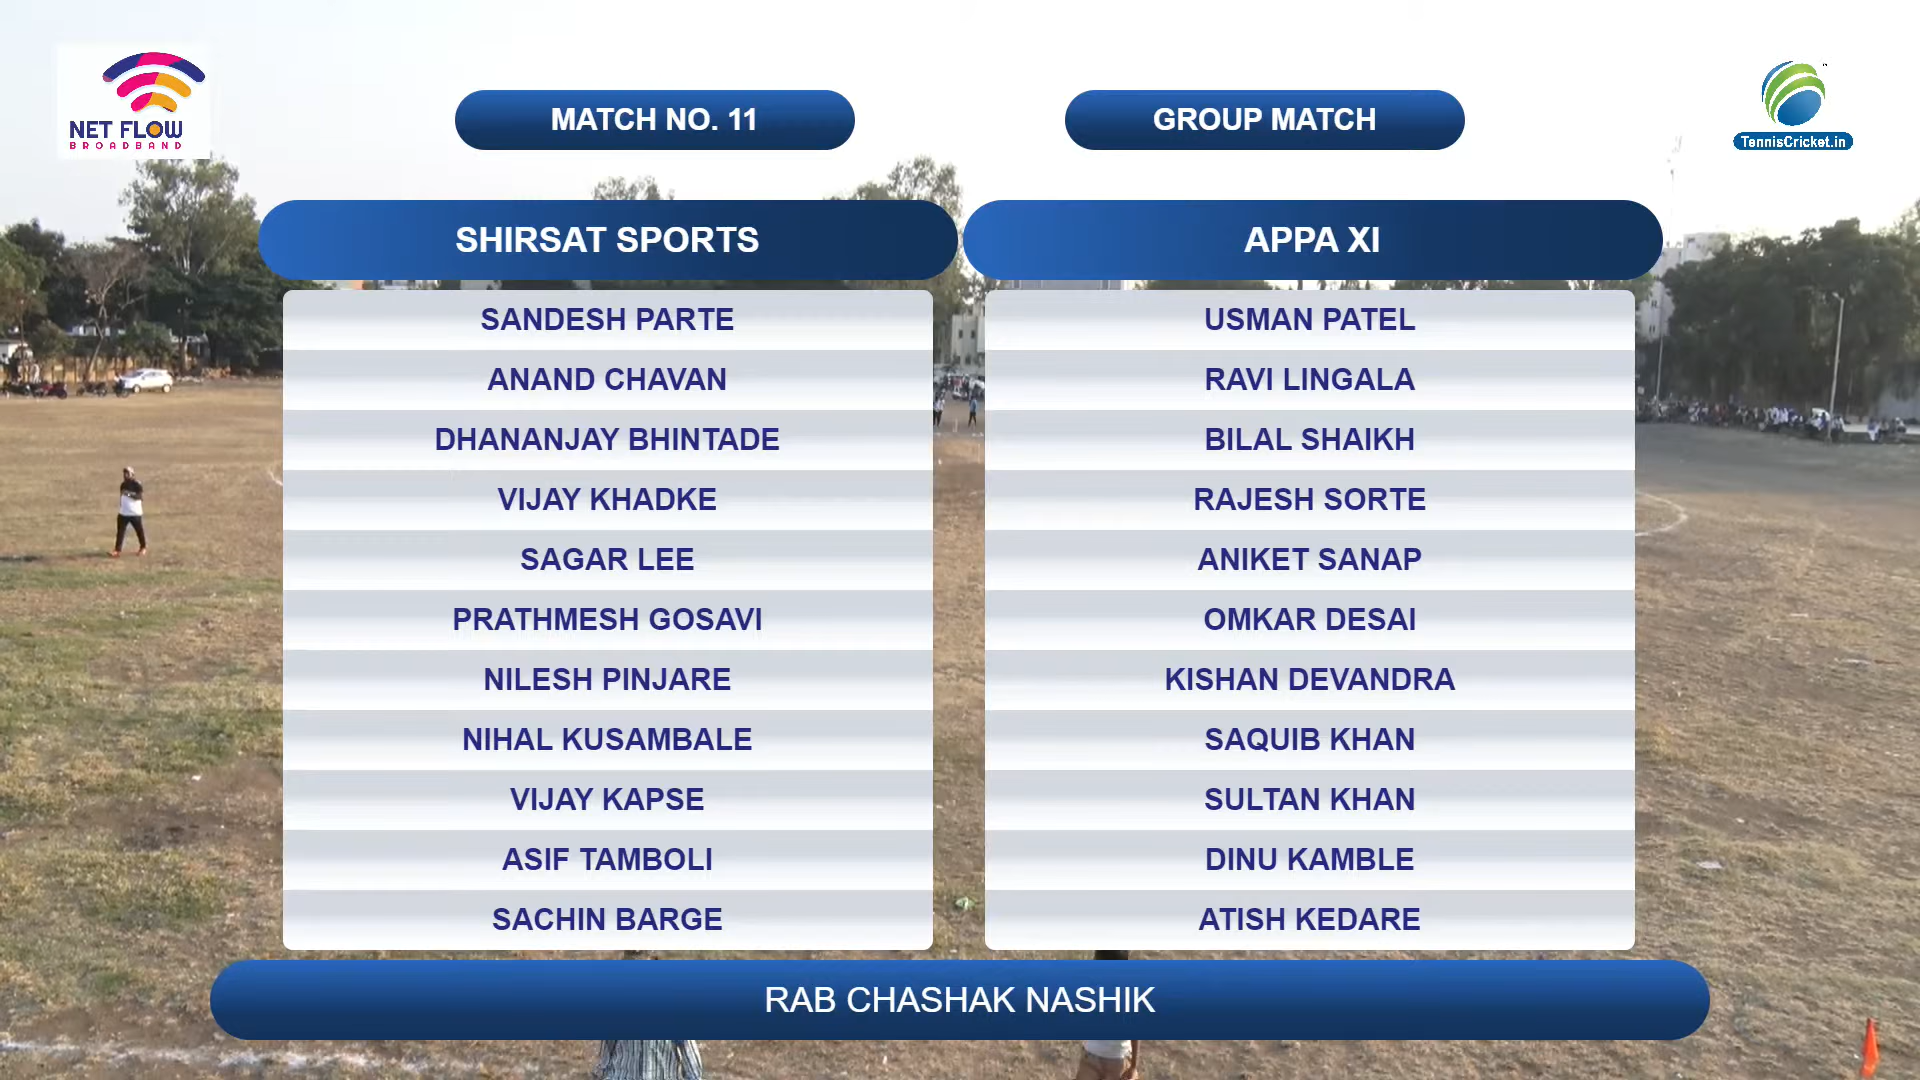 NET FLOW
BROADBAND
MATCH NO. 11
GROUP MATCH
TennisCricket.in
SHIRSAT SPORTS
SANDESH PARTE
ANAND CHAVAN
DHANANJAY BHINTADE
VIJAY KHADKE
SAGAR LEE
PRATHMESH GOSAVI
NILESH PINJARE
NIHAL KUSAMBALE
VIJAY KAPSE
ASIF TAMBOLI
SACHIN BARGE
APPA XI
USMAN PATEL
RAVI LINGALA
BILAL SHAIKH
RAJESH SORTE
ANIKET SANAP
OMKAR DESAI
KISHAN DEVANDRA
SAQUIB KHAN
SULTAN KHAN
DINU KAMBLE
ATISH KEDARE
RAB CHASHAK NASHIK